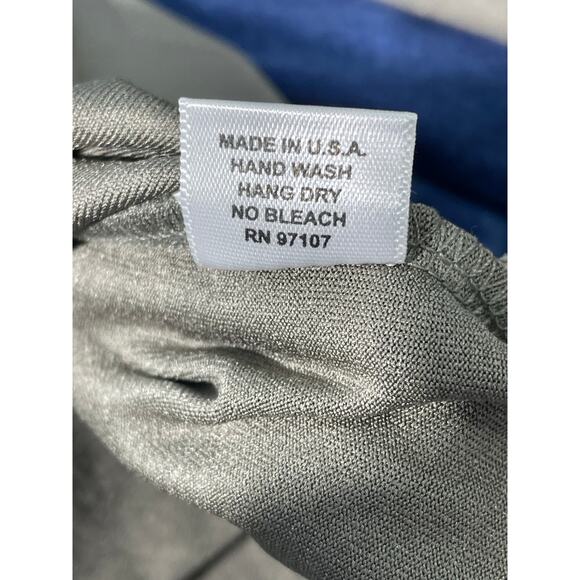 MADE IN U.S.A.
HAND WASH
HANG DRY
NO BLEACH
RN 97107